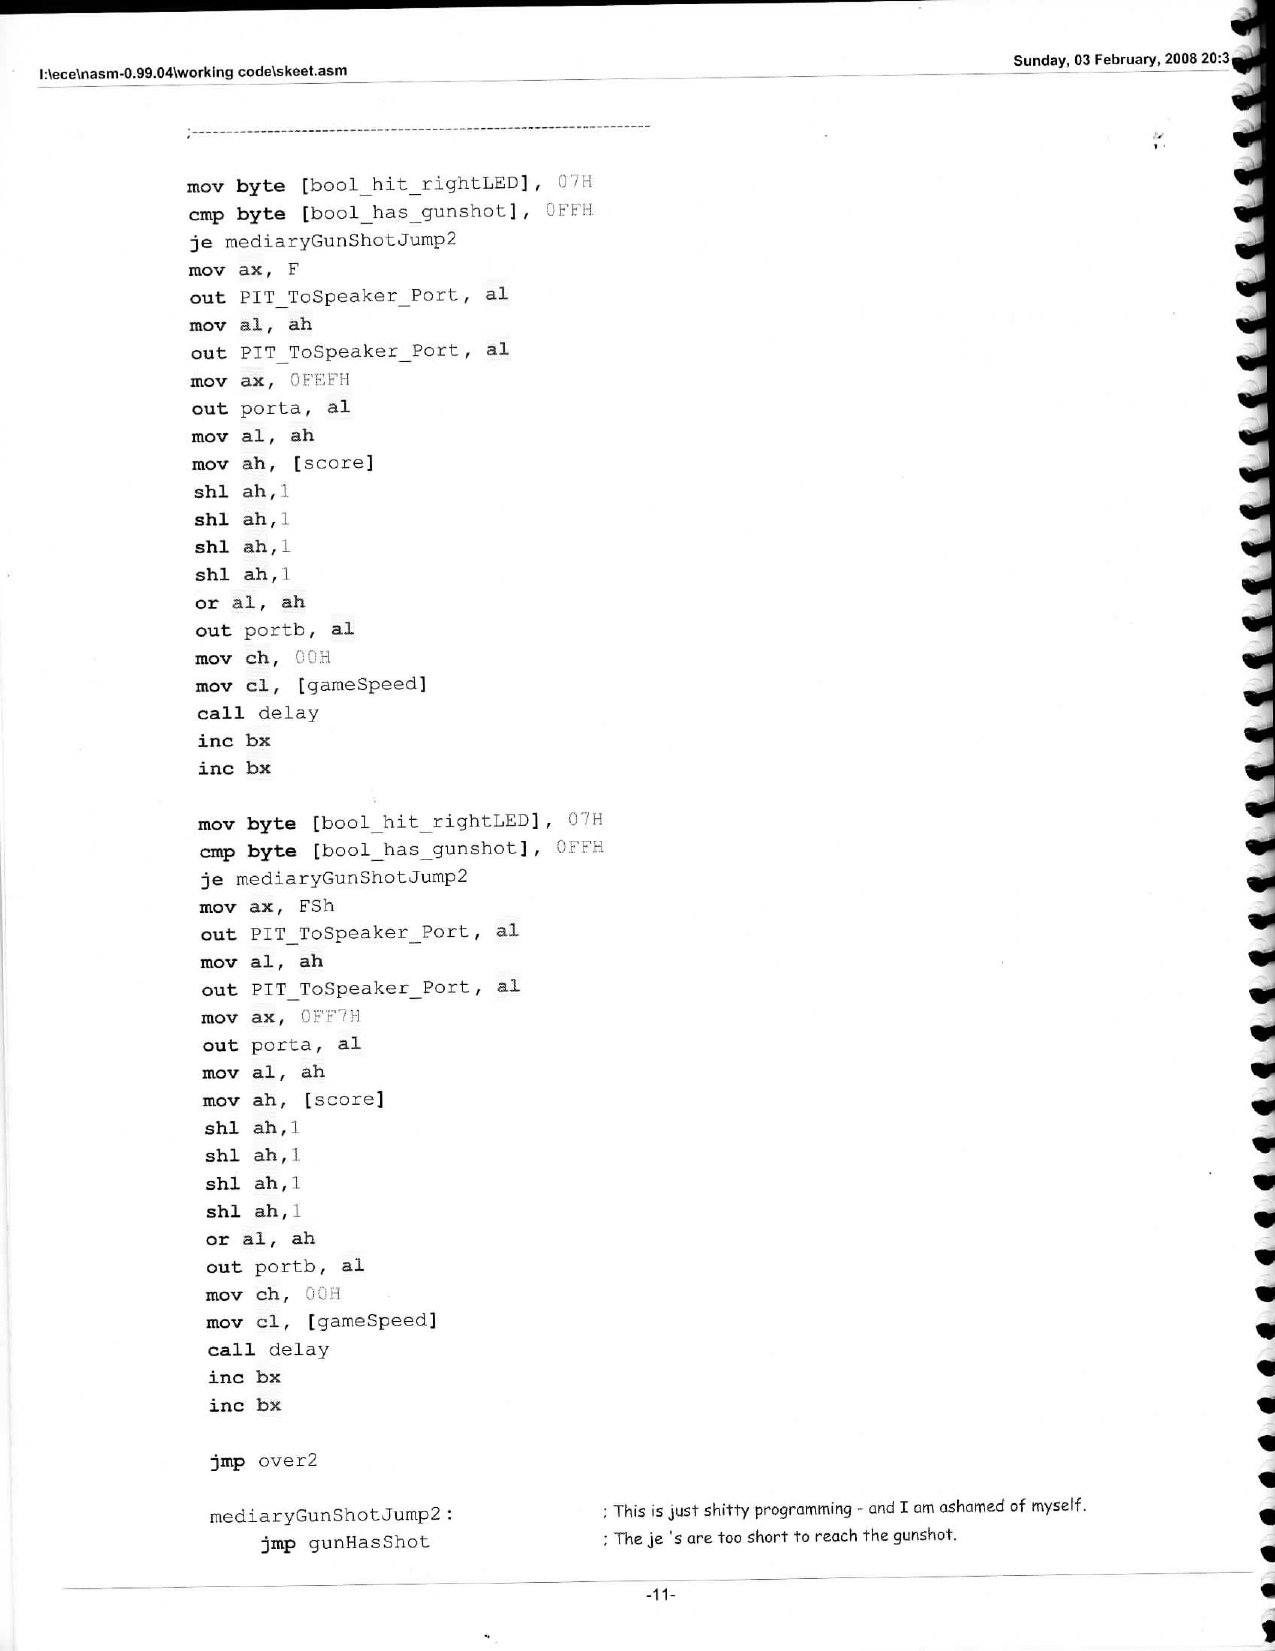 I:\ece\nasm-0.99.04\working code\skeet.asm
Sunday, 03 February, 2008 20:3
;-------------------------------------------------------------------
mov byte [bool_hit_rightLED], 07H
cmp byte [bool_has_gunshot], 0FFH
je mediaryGunShotJump2
mov ax, F
out PIT_ToSpeaker_Port, al
mov al, ah
out PIT_ToSpeaker_Port, al
mov ax, 0FEFH
out porta, al
mov al, ah
mov ah, [score]
shl ah,1
shl ah,1
shl ah,1
shl ah,1
or al, ah
out portb, al
mov ch, 00H
mov cl, [gameSpeed]
call delay
inc bx
inc bx
mov byte [bool_hit_rightLED], 07H
cmp byte [bool_has_gunshot], 0FFH
je mediaryGunShotJump2
mov ax, FSh
out PIT_ToSpeaker_Port, al
mov al, ah
out PIT_ToSpeaker_Port, al
mov ax, 0FF7H
out porta, al
mov al, ah
mov ah, [score]
shl ah,1
shl ah,1
shl ah,1
shl ah,1
or al, ah
out portb, al
mov ch, 00H
mov cl, [gameSpeed]
call delay
inc bx
inc bx
jmp over2
mediaryGunShotJump2: ; This is just shitty programming - and I am ashamed of myself.
jmp gunHasShot ; The je 's are too short to reach the gunshot.
-11-